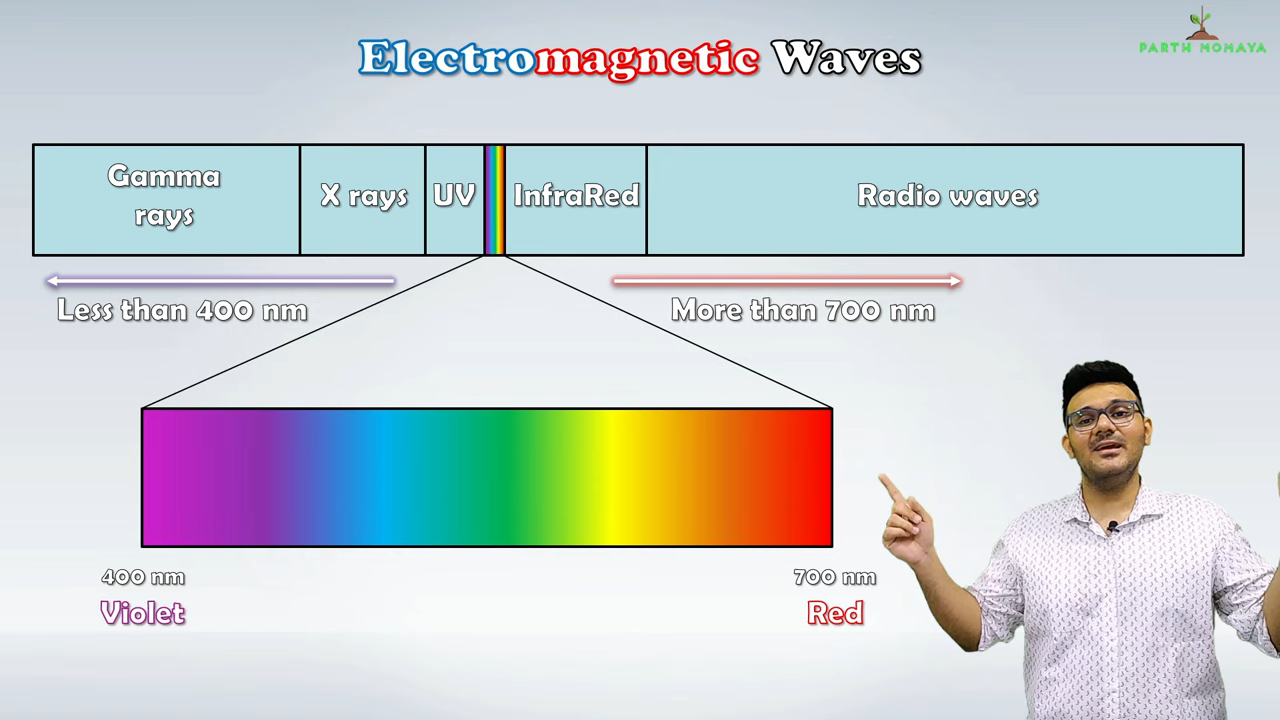 Electromagnetic Waves
PARTH MOMAYA
Gamma
rays
X rays
UV
InfraRed
Radio waves
Less than 400 nm
More than 700 nm
400 nm
700 nm
Violet
Red